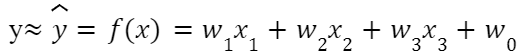 y≈ ŷ = f(x) = w₁x₁ + w₂x₂ + w₃x₃ + w₀